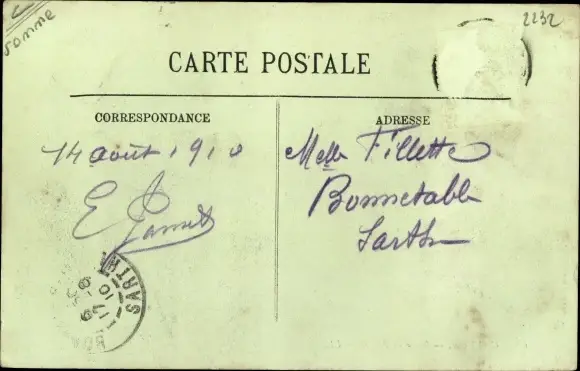 somme
2232
CARTE POSTALE
CORRESPONDANCE
ADRESSE
14 août 1910
E
Melle Fillette
Bonnetable
Sarthe
SARTHE